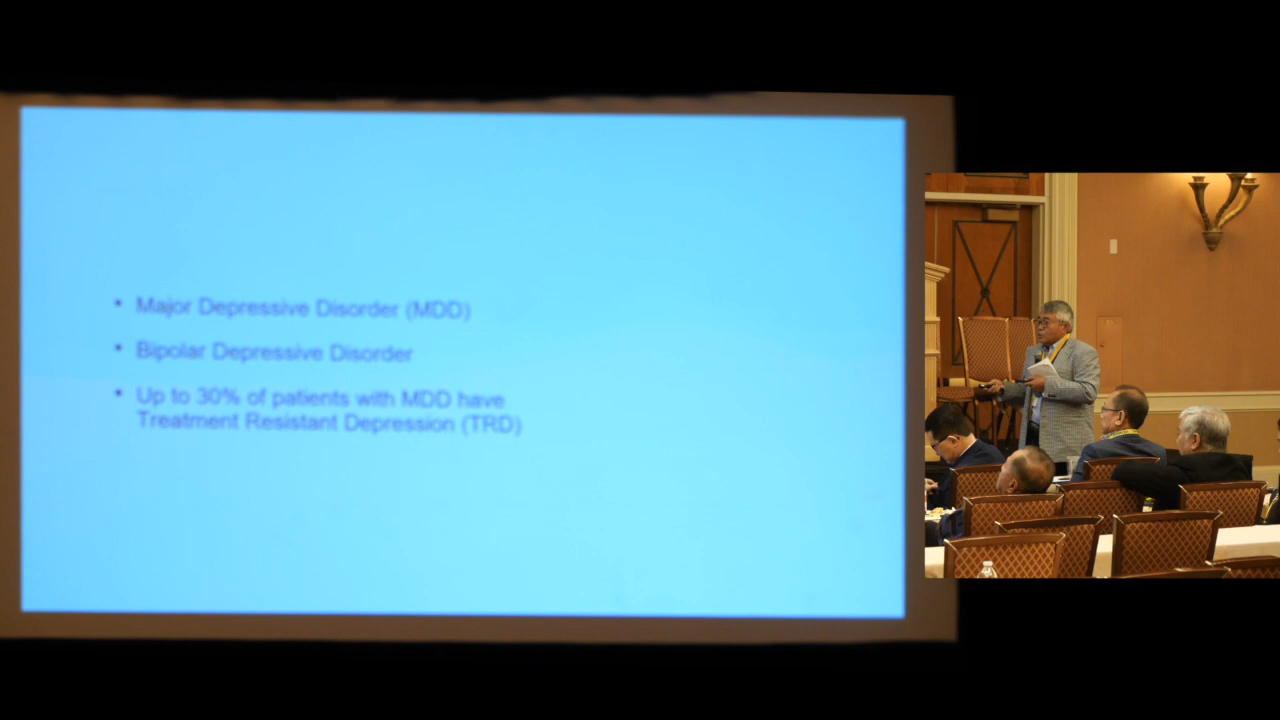 • Major Depressive Disorder (MDD)
• Bipolar Depressive Disorder
• Up to 30% of patients with MDD have
Treatment Resistant Depression (TRD)